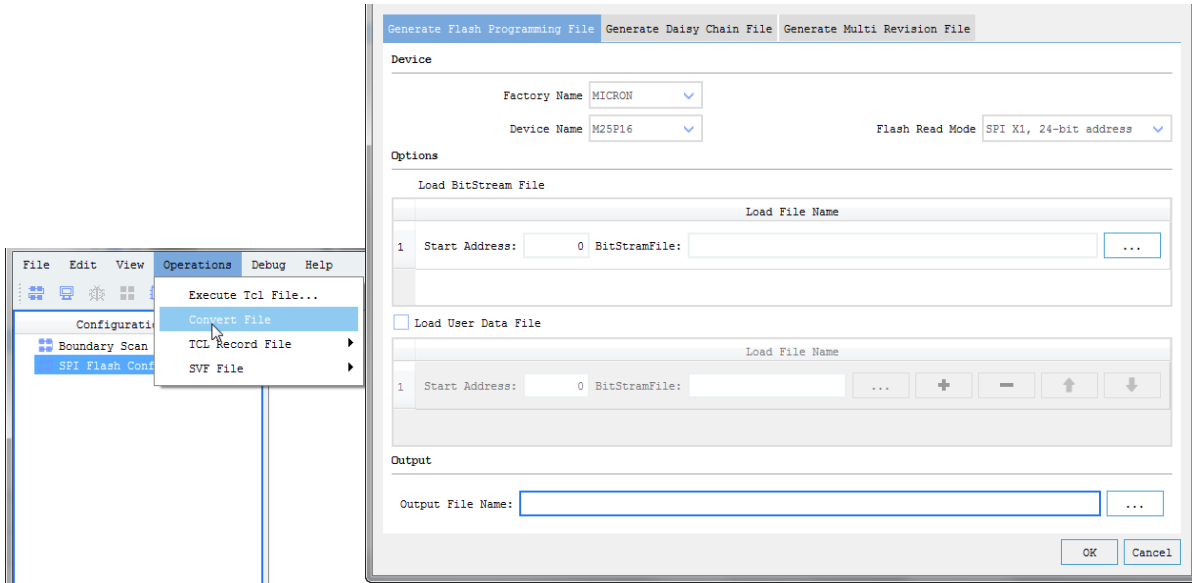 File Edit View Operations Debug Help
Execute Tcl File...
Convert File
TCL Record File
SVF File
Boundary Scan
SPI Flash
Generate Flash Programming File Generate Daisy Chain File Generate Multi Revision File
Device
Factory Name MICRON
Device Name M25P16 Flash Read Mode SPI X1, 24-bit address
Options
Load BitStream File
Load File Name
1 Start Address: 0 BitStramFile: ...
Load User Data File
Load File Name
1 Start Address: 0 BitStramFile: ... + −
Output
Output File Name: ...
OK Cancel